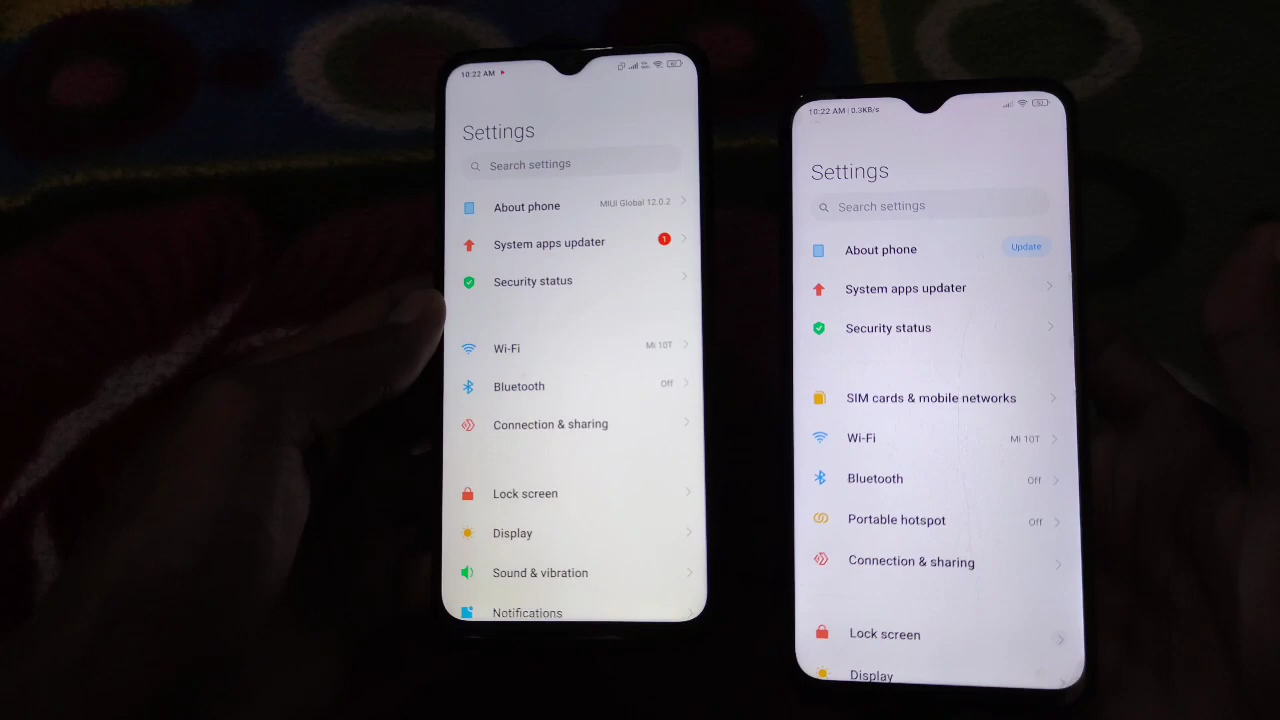 10:22 AM
62
Settings
Search settings
About phone
MIUI Global 12.0.2
System apps updater
1
Security status
Wi-Fi
Mi 10T
Bluetooth
Off
Connection & sharing
Lock screen
Display
Sound & vibration
Notifications
10:22 AM | 0.3KB/s
Settings
Search settings
About phone
Update
System apps updater
Security status
SIM cards & mobile networks
Wi-Fi
Mi 10T
Bluetooth
Off
Portable hotspot
Off
Connection & sharing
Lock screen
Display